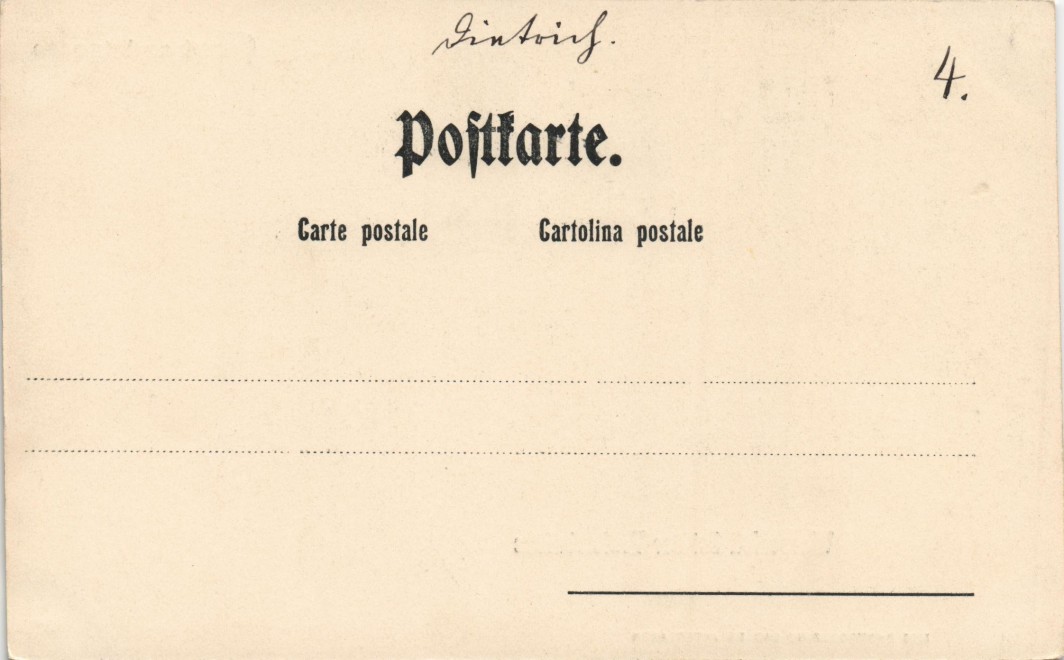 Dietrich.
4.
Postkarte.
Carte postale Cartolina postale